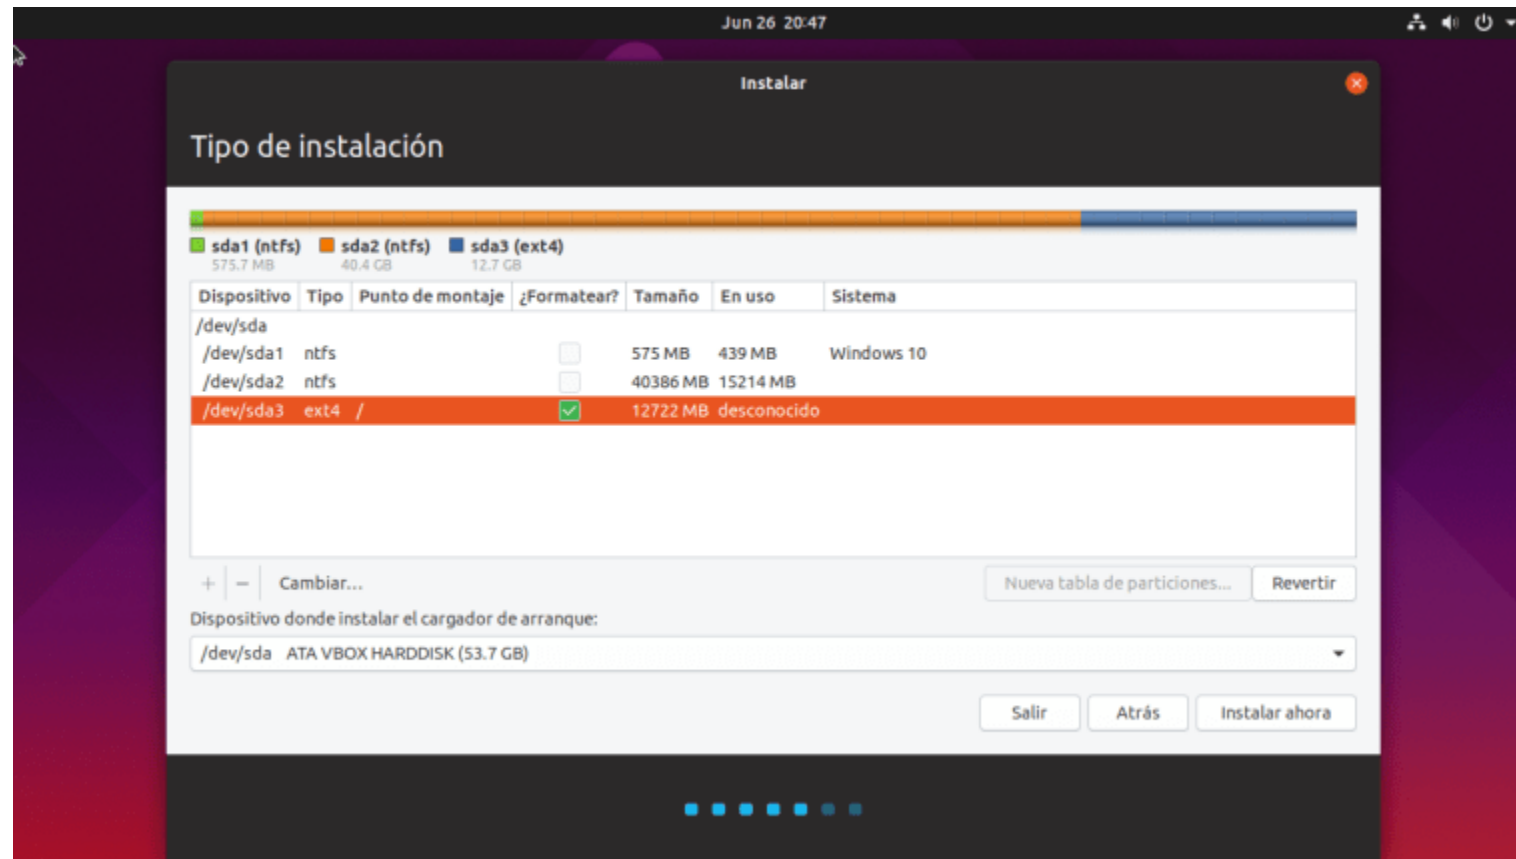 Jun 26 20:47
Instalar
Tipo de instalación
sda1 (ntfs) sda2 (ntfs) sda3 (ext4)
575.7 MB 40.4 GB 12.7 GB
Dispositivo Tipo Punto de montaje ¿Formatear? Tamaño En uso Sistema
/dev/sda
/dev/sda1 ntfs 575 MB 439 MB Windows 10
/dev/sda2 ntfs 40386 MB 15214 MB
/dev/sda3 ext4 / 12722 MB desconocido
+ − Cambiar... Nueva tabla de particiones... Revertir
Dispositivo donde instalar el cargador de arranque:
/dev/sda ATA VBOX HARDDISK (53.7 GB)
Salir Atrás Instalar ahora